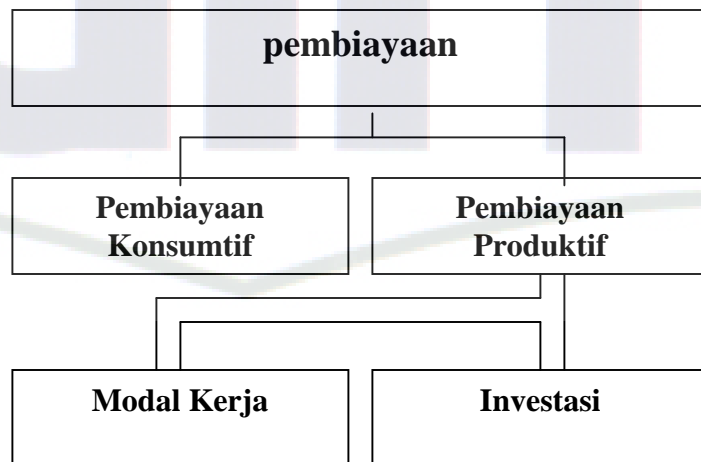 pembiayaan
Pembiayaan
Konsumtif
Pembiayaan
Produktif
Modal Kerja
Investasi